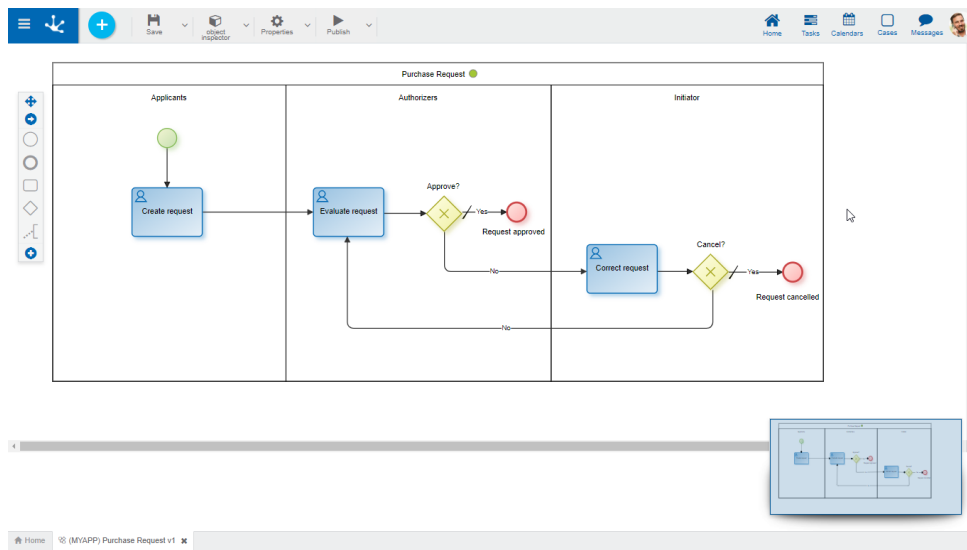 Save
object
inspector
Properties
Publish
Home
Tasks
Calendars
Cases
Messages
Purchase Request
Applicants
Authorizers
Initiator
Create request
Evaluate request
Approve?
Yes
Request approved
No
Correct request
Cancel?
Yes
Request cancelled
No
Home
(MYAPP) Purchase Request v1